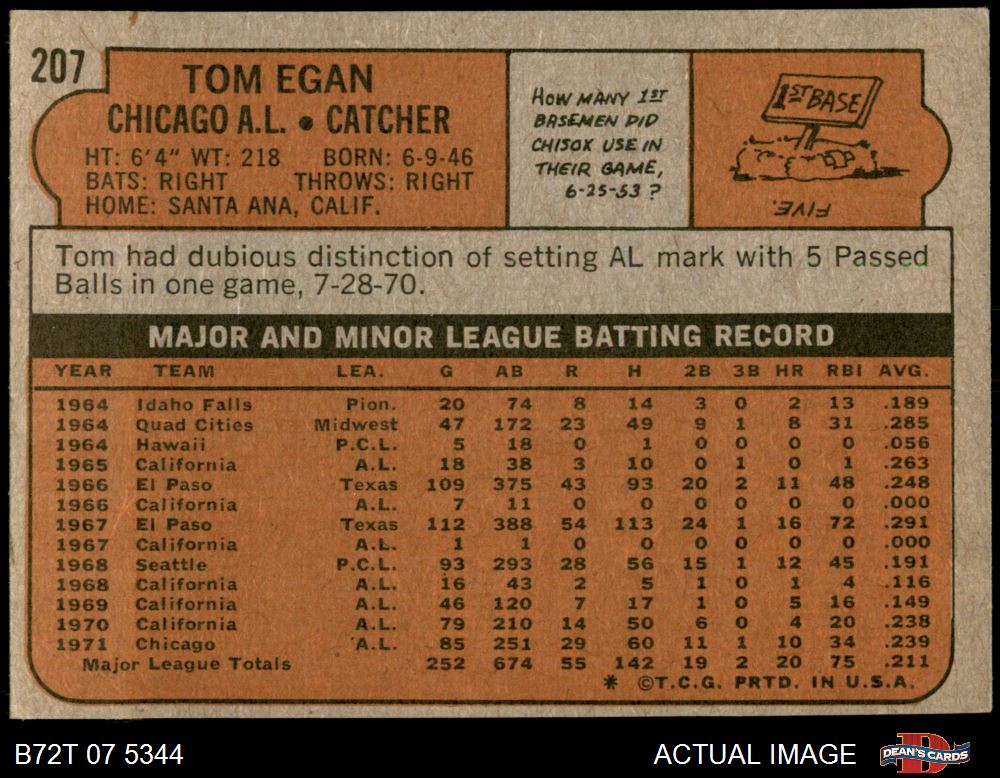 207
TOM EGAN
CHICAGO A.L. • CATCHER
HT: 6'4" WT: 218 BORN: 6-9-46
BATS: RIGHT THROWS: RIGHT
HOME: SANTA ANA, CALIF.
HOW MANY 1ST
BASEMEN DID
CHISOX USE IN
THEIR GAME,
6-25-53?
1ST BASE
FIVE.
Tom had dubious distinction of setting AL mark with 5 Passed
Balls in one game, 7-28-70.
MAJOR AND MINOR LEAGUE BATTING RECORD
YEAR TEAM LEA. G AB R H 2B 3B HR RBI AVG.
1964 Idaho Falls Pion. 20 74 8 14 3 0 2 13 .189
1964 Quad Cities Midwest 47 172 23 49 9 1 8 31 .285
1964 Hawaii P.C.L. 5 18 0 1 0 0 0 0 .056
1965 California A.L. 18 38 3 10 0 1 0 1 .263
1966 El Paso Texas 109 375 43 93 20 2 11 48 .248
1966 California A.L. 7 11 0 0 0 0 0 0 .000
1967 El Paso Texas 112 388 54 113 24 1 16 72 .291
1967 California A.L. 1 1 0 0 0 0 0 0 .000
1968 Seattle P.C.L. 93 293 28 56 15 1 12 45 .191
1968 California A.L. 16 43 2 5 1 0 1 4 .116
1969 California A.L. 46 120 7 17 1 0 5 16 .149
1970 California A.L. 79 210 14 50 6 0 4 20 .238
1971 Chicago A.L. 85 251 29 60 11 1 10 34 .239
Major League Totals 252 674 55 142 19 2 20 75 .211
* ©T.C.G. PRTD. IN U.S.A.
B72T 07 5344
ACTUAL IMAGE
DEAN'S CARDS